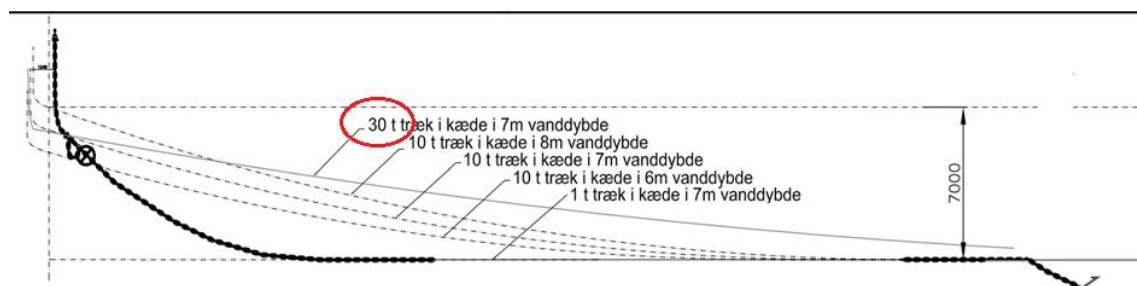 30 t træk i kæde i 7m vanddybde
10 t træk i kæde i 8m vanddybde
10 t træk i kæde i 7m vanddybde
10 t træk i kæde i 6m vanddybde
1 t træk i kæde i 7m vanddybde
7000